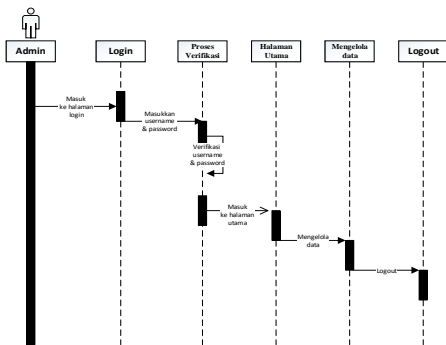 Admin
Login
Proses
Verifikasi
Halaman
Utama
Mengelola
data
Logout
Masuk
ke halaman
login
Masukkan
username
& password
Verifikasi
username
& password
Masuk
ke halaman
utama
Mengelola
data
Logout